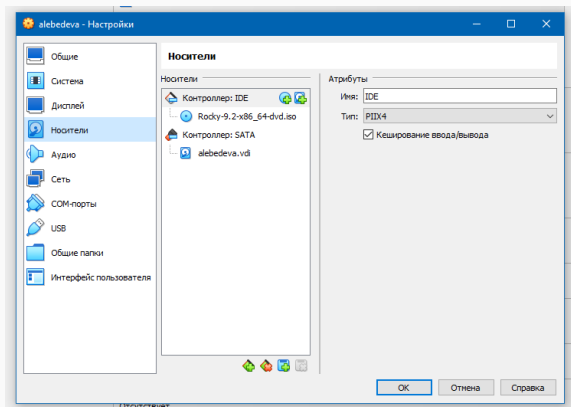 alebedeva - Настройки
Общие
Система
Дисплей
Носители
Аудио
Сеть
COM-порты
USB
Общие папки
Интерфейс пользователя
Носители
Носители
Контроллер: IDE
Rocky-9.2-x86_64-dvd.iso
Контроллер: SATA
alebedeva.vdi
Атрибуты
Имя: IDE
Тип: PIIX4
Кеширование ввода/вывода
OK
Отмена
Справка
Отсутствует